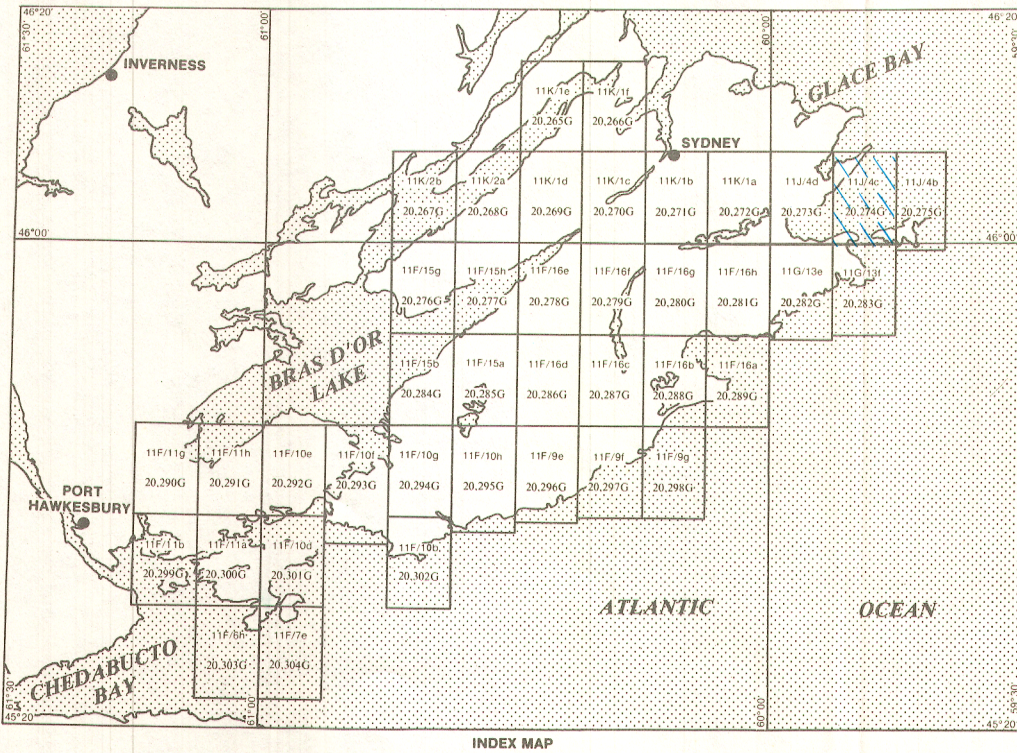 46°20'
61°30'
61°00'
60°00'
46°20'
59°30'
INVERNESS
GLACE BAY
11K/1e
11K/1f
20,265G
20,266G
SYDNEY
11K/2b
11K/2a
11K/1d
11K/1c
11K/1b
11K/1a
11J/4d
11J/4c
11J/4b
20,267G
20,268G
20,269G
20,270G
20,271G
20,272G
20,273G
20,274G
20,275G
46°00'
46°00'
11F/15g
11F/15h
11F/16e
11F/16f
11F/16g
11F/16h
11G/13e
11G/13f
20,276G
20,277G
20,278G
20,279G
20,280G
20,281G
20,282G
20,283G
BRAS D'OR
LAKE
11F/15b
11F/15a
11F/16d
11F/16c
11F/16b
11F/16a
20,284G
20,285G
20,286G
20,287G
20,288G
20,289G
11F/11g
11F/11h
11F/10e
11F/10f
11F/10g
11F/10h
11F/9e
11F/9f
11F/9g
20,290G
20,291G
20,292G
20,293G
20,294G
20,295G
20,296G
20,297G
20,298G
PORT
HAWKESBURY
11F/11b
11F/11a
11F/10d
11F/10b
20,299G
20,300G
20,301G
20,302G
ATLANTIC
OCEAN
11F/6h
11F/7e
20,303G
20,304G
CHEDABUCTO
BAY
61°30'
45°20'
61°00'
60°00'
59°30'
45°20'
INDEX MAP